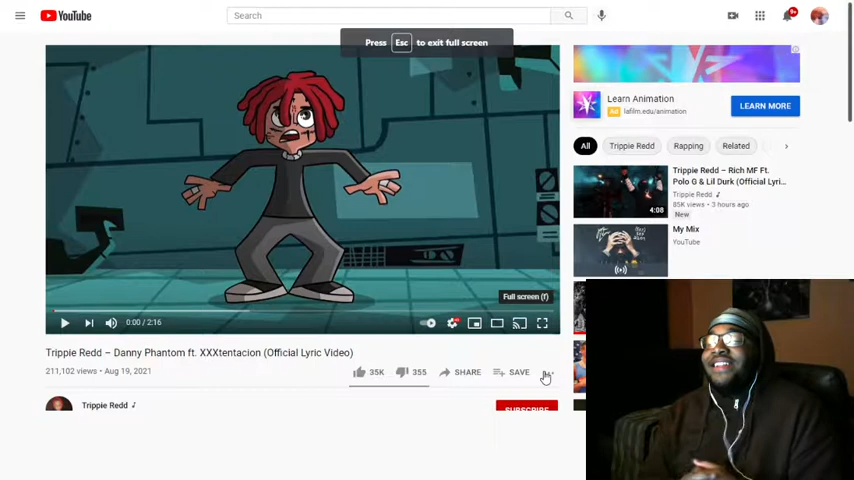 YouTube
Search
9+
Press Esc to exit full screen
Learn Animation
Ad lafilm.edu/animation
LEARN MORE
All Trippie Redd Rapping Related
Trippie Redd – Rich MF Ft.
Polo G & Lil Durk (Official Lyri...
Trippie Redd
85K views • 3 hours ago
New
4:08
My Mix
YouTube
Full screen (f)
0:00 / 2:16
Trippie Redd – Danny Phantom ft. XXXtentacion (Official Lyric Video)
211,102 views • Aug 19, 2021
35K 355 SHARE SAVE
Trippie Redd
SUBSCRIBE